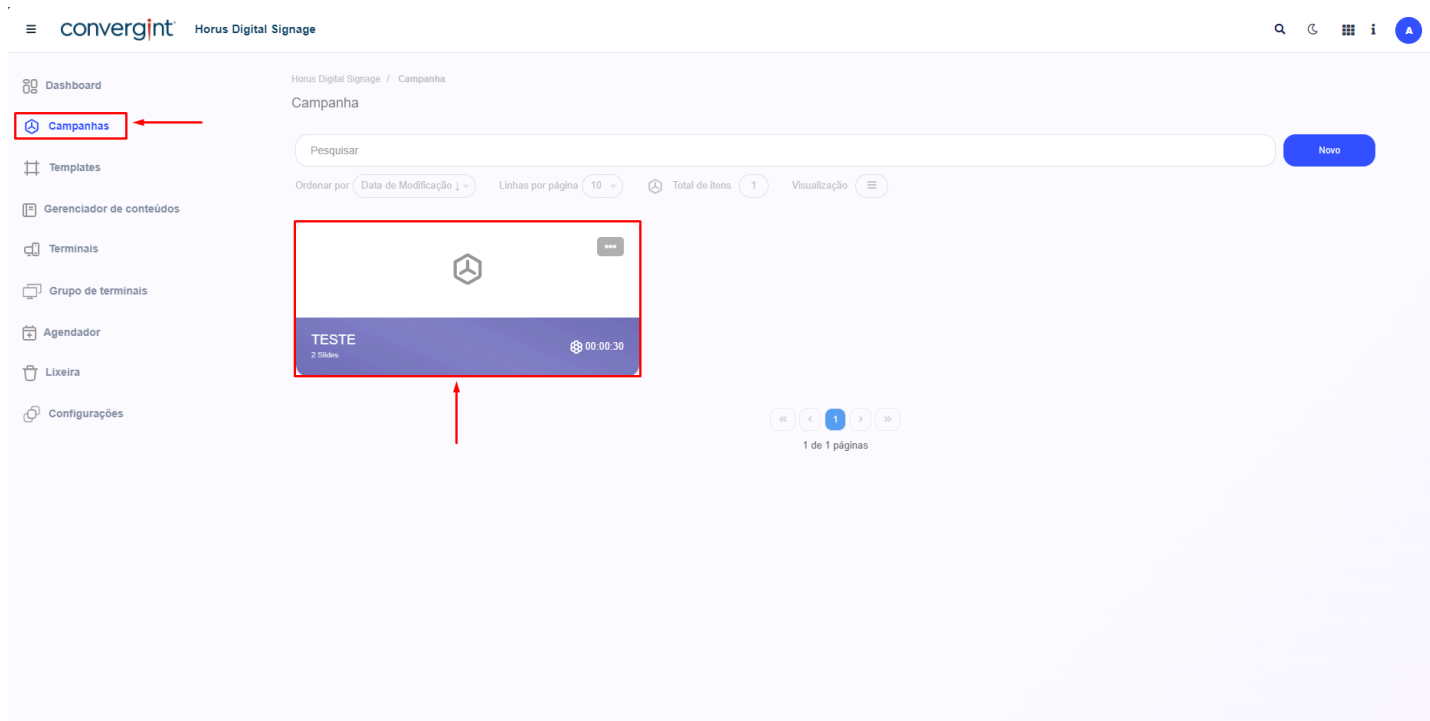 convergint Horus Digital Signage
A
Dashboard
Campanhas
Templates
Gerenciador de conteúdos
Terminais
Grupo de terminais
Agendador
Lixeira
Configurações
Horus Digital Signage / Campanha
Campanha
Pesquisar
Novo
Ordenar por Data de Modificação ↓ Linhas por página 10 Total de Itens 1 Visualização
TESTE
2 Slides
00:00:30
« ‹ 1 › »
1 de 1 páginas